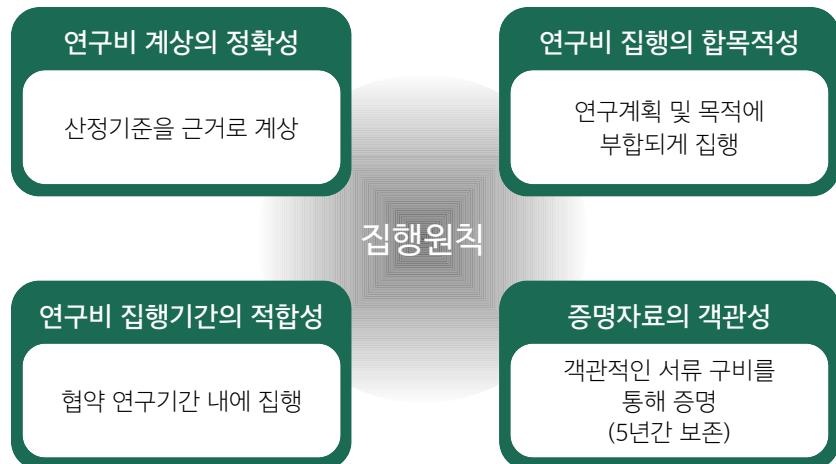 연구비 계상의 정확성
산정기준을 근거로 계상
연구비 집행의 합목적성
연구계획 및 목적에
부합되게 집행
집행원칙
연구비 집행기간의 적합성
협약 연구기간 내에 집행
증명자료의 객관성
객관적인 서류 구비를
통해 증명
(5년간 보존)